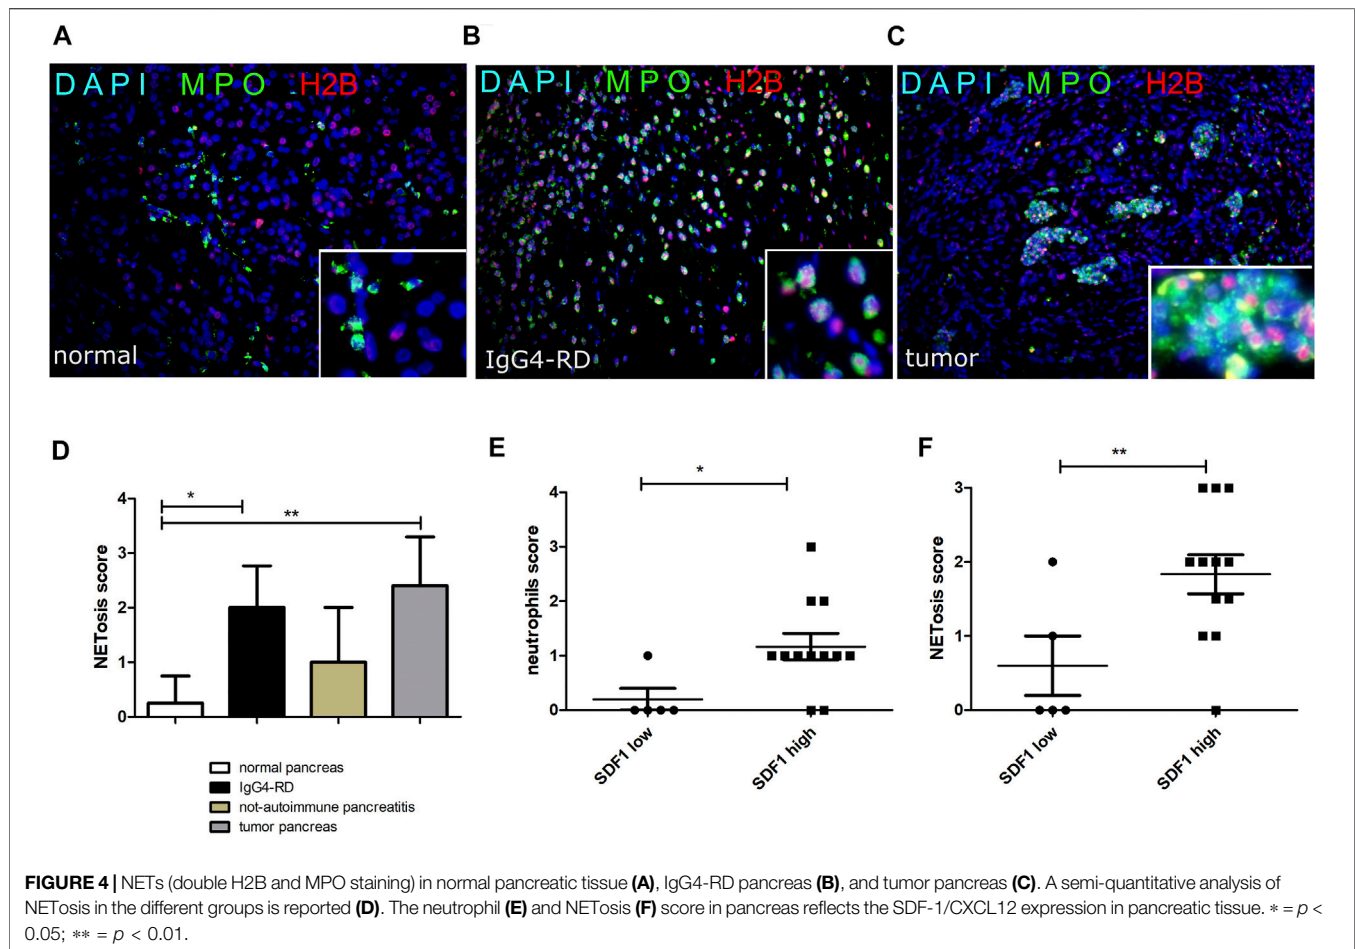 A
B
C
DAPI MPO H2B
DAPI MPO H2B
DAPI MPO H2B
normal
IgG4-RD
tumor
D
NETosis score
4
3
2
1
0
*
**
normal pancreas
IgG4-RD
not-autoimmune pancreatitis
tumor pancreas
E
neutrophils score
4
3
2
1
0
*
SDF1 low
SDF1 high
F
NETosis score
3
2
1
0
**
SDF1 low
SDF1 high
FIGURE 4 | NETs (double H2B and MPO staining) in normal pancreatic tissue (A), IgG4-RD pancreas (B), and tumor pancreas (C). A semi-quantitative analysis of
NETosis in the different groups is reported (D). The neutrophil (E) and NETosis (F) score in pancreas reflects the SDF-1/CXCL12 expression in pancreatic tissue. ∗ = p <
0.05; ∗∗ = p < 0.01.